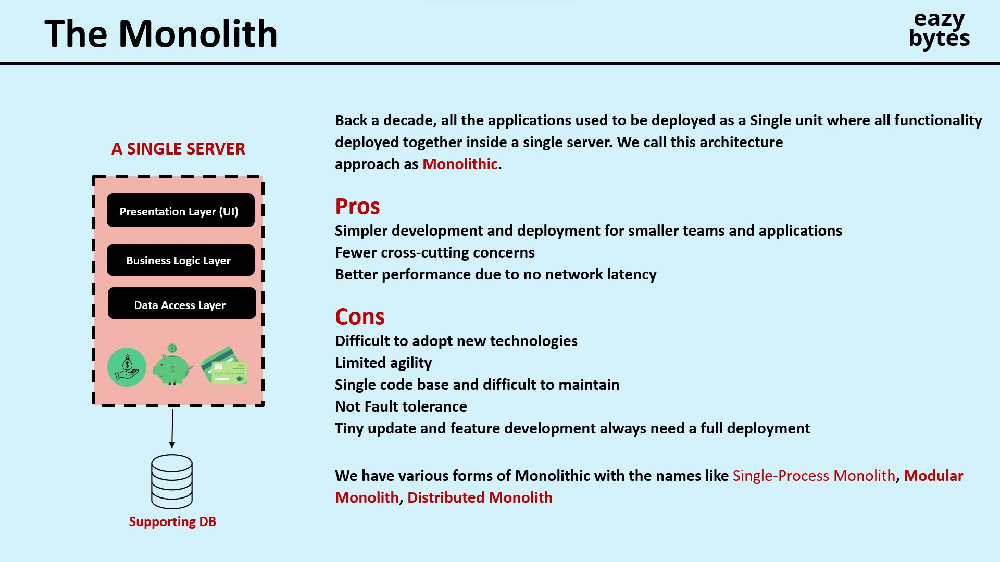 The Monolith
eazy
bytes
A SINGLE SERVER
Presentation Layer (UI)
Business Logic Layer
Data Access Layer
Supporting DB
Back a decade, all the applications used to be deployed as a Single unit where all functionality
deployed together inside a single server. We call this architecture
approach as Monolithic.
Pros
Simpler development and deployment for smaller teams and applications
Fewer cross-cutting concerns
Better performance due to no network latency
Cons
Difficult to adopt new technologies
Limited agility
Single code base and difficult to maintain
Not Fault tolerance
Tiny update and feature development always need a full deployment
We have various forms of Monolithic with the names like Single-Process Monolith, Modular
Monolith, Distributed Monolith